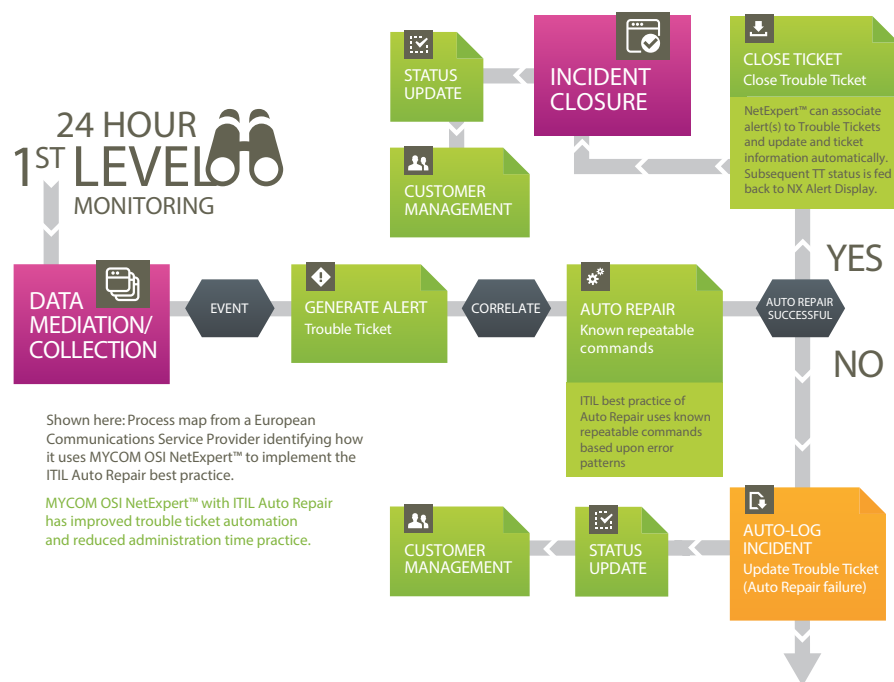 24 HOUR
1ST LEVEL
MONITORING
STATUS
UPDATE
INCIDENT
CLOSURE
CLOSE TICKET
Close Trouble Ticket
NetExpert™ can associate
alert(s) to Trouble Tickets
and update and ticket
information automatically.
Subsequent TT status is fed
back to NX Alert Display.
CUSTOMER
MANAGEMENT
YES
DATA
MEDIATION/
COLLECTION
EVENT
GENERATE ALERT
Trouble Ticket
CORRELATE
AUTO REPAIR
Known repeatable
commands
AUTO REPAIR
SUCCESSFUL
NO
ITIL best practice of
Auto Repair uses known
repeatable commands
based upon error
patterns
Shown here: Process map from a European
Communications Service Provider identifying how
it uses MYCOM OSI NetExpert™ to implement the
ITIL Auto Repair best practice.
MYCOM OSI NetExpert™ with ITIL Auto Repair
has improved trouble ticket automation
and reduced administration time practice.
CUSTOMER
MANAGEMENT
STATUS
UPDATE
AUTO-LOG
INCIDENT
Update Trouble Ticket
(Auto Repair failure)